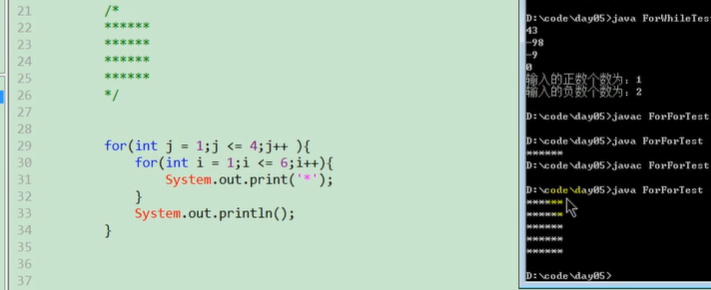 21 /*
22 ******
23 ******
24 ******
25 ******
26 */
27
28
29 for(int j = 1;j <= 4;j++ ){
30 for(int i = 1;i <= 6;i++){
31 System.out.print('*');
32 }
33 System.out.println();
34 }
35
36
37
D:\code\day05>java ForWhileTes
43
-98
-9
0
输入的正数个数为：1
输入的负数个数为：2
D:\code\day05>javac ForForTest
D:\code\day05>java ForForTest
******
D:\code\day05>javac ForForTest
D:\code\day05>java ForForTest
******
******
******
******
******
D:\code\day05>